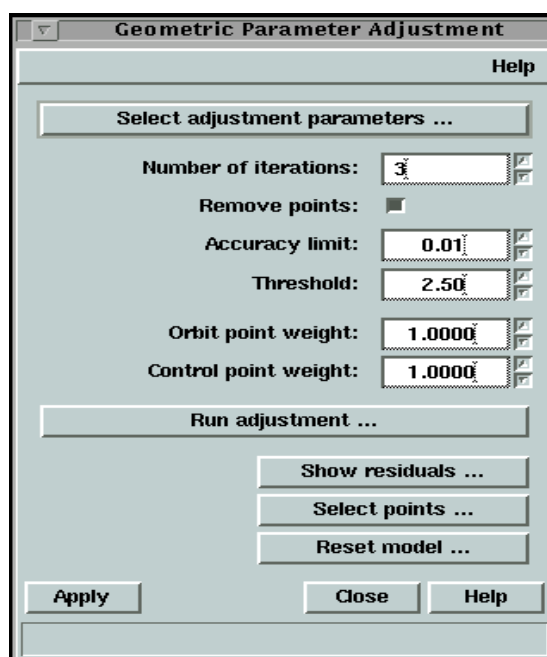 Geometric Parameter Adjustment
Help
Select adjustment parameters ...
Number of iterations: 3
Remove points:
Accuracy limit: 0.01
Threshold: 2.50
Orbit point weight: 1.0000
Control point weight: 1.0000
Run adjustment ...
Show residuals ...
Select points ...
Reset model ...
Apply Close Help